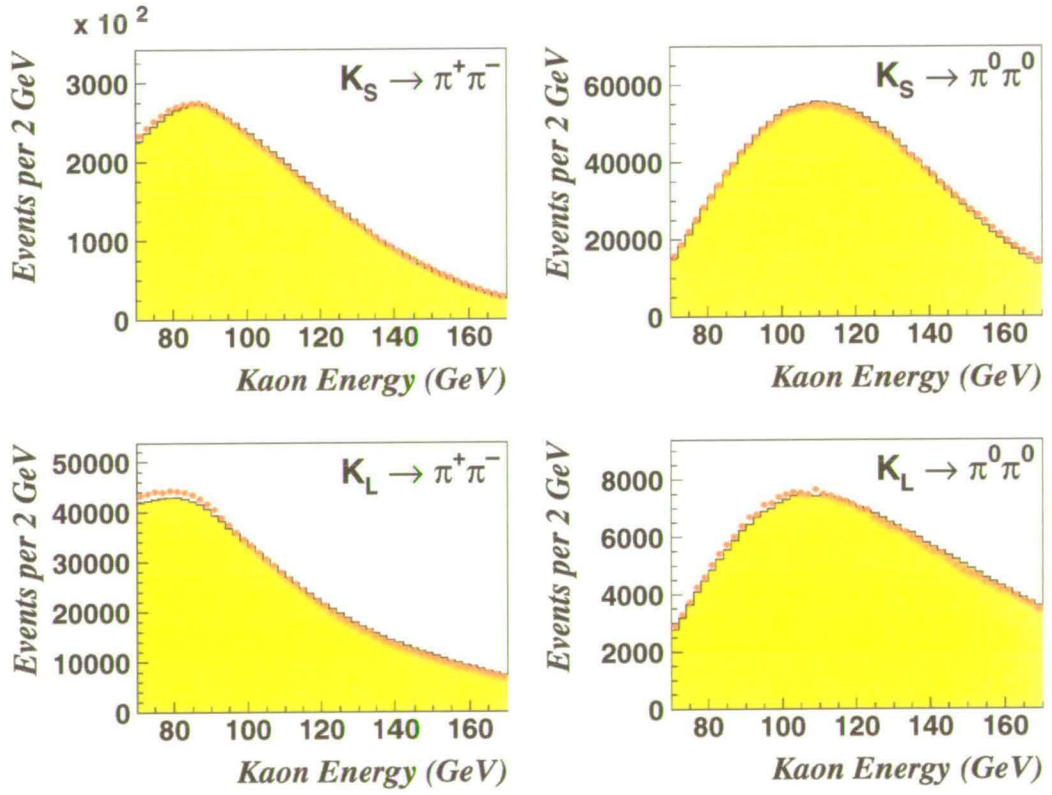 x 10 2
Events per 2 GeV
3000
2000
1000
0
K_S → π⁺π⁻
80 100 120 140 160
Kaon Energy (GeV)
Events per 2 GeV
60000
40000
20000
0
K_S → π⁰π⁰
80 100 120 140 160
Kaon Energy (GeV)
Events per 2 GeV
50000
40000
30000
20000
10000
0
K_L → π⁺π⁻
80 100 120 140 160
Kaon Energy (GeV)
Events per 2 GeV
8000
6000
4000
2000
0
K_L → π⁰π⁰
80 100 120 140 160
Kaon Energy (GeV)